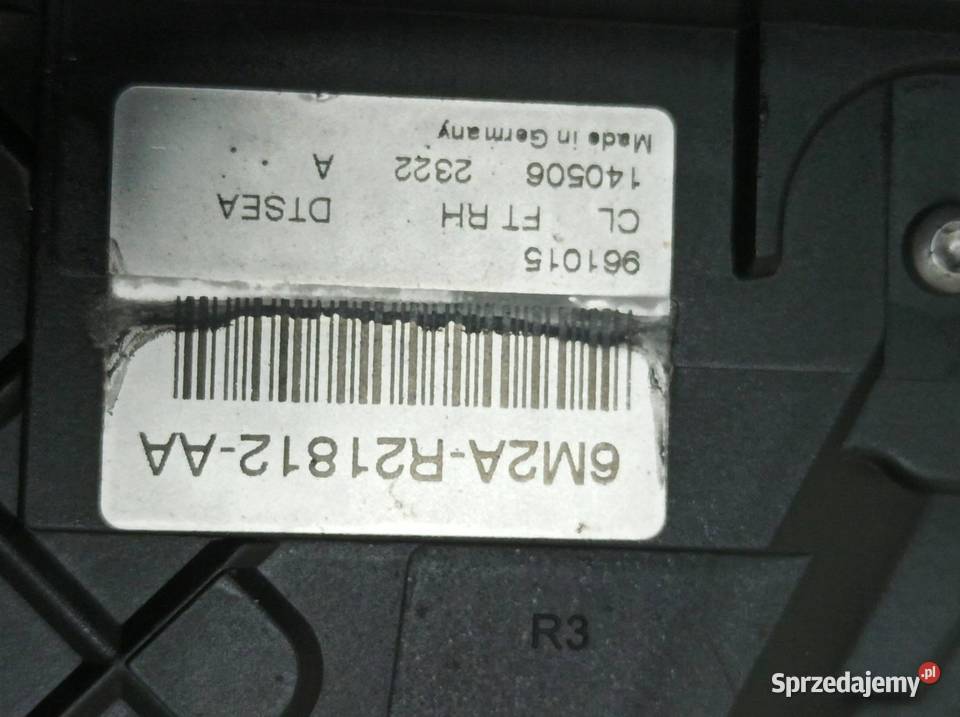 6M2A-R21812-AA
961015
CL FT RH DTSEA
140506 2322 A
Made in Germany
R3
Sprzedajemy.pl